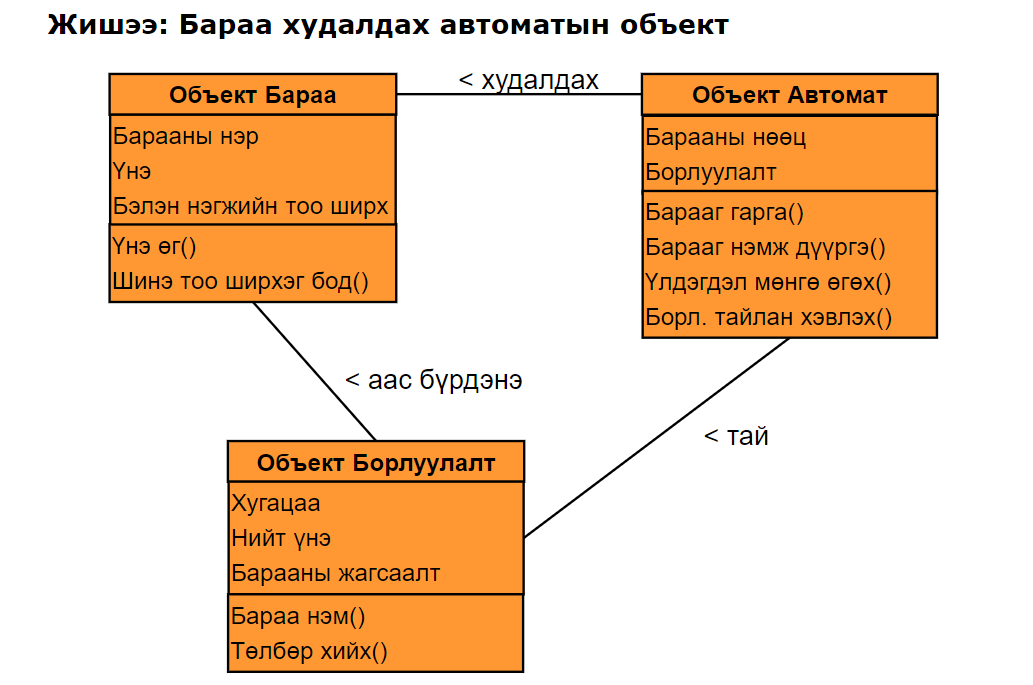 Жишээ: Бараа худалдах автоматын объект
< худалдах
Объект Бараа
Барааны нэр
Үнэ
Бэлэн нэгжийн тоо ширх
Үнэ өг()
Шинэ тоо ширхэг бод()
Объект Автомат
Барааны нөөц
Борлуулалт
Барааг гарга()
Барааг нэмж дүүргэ()
Үлдэгдэл мөнгө өгөх()
Борл. тайлан хэвлэх()
< аас бүрдэнэ
< тай
Объект Борлуулалт
Хугацаа
Нийт үнэ
Барааны жагсаалт
Бараа нэм()
Төлбөр хийх()